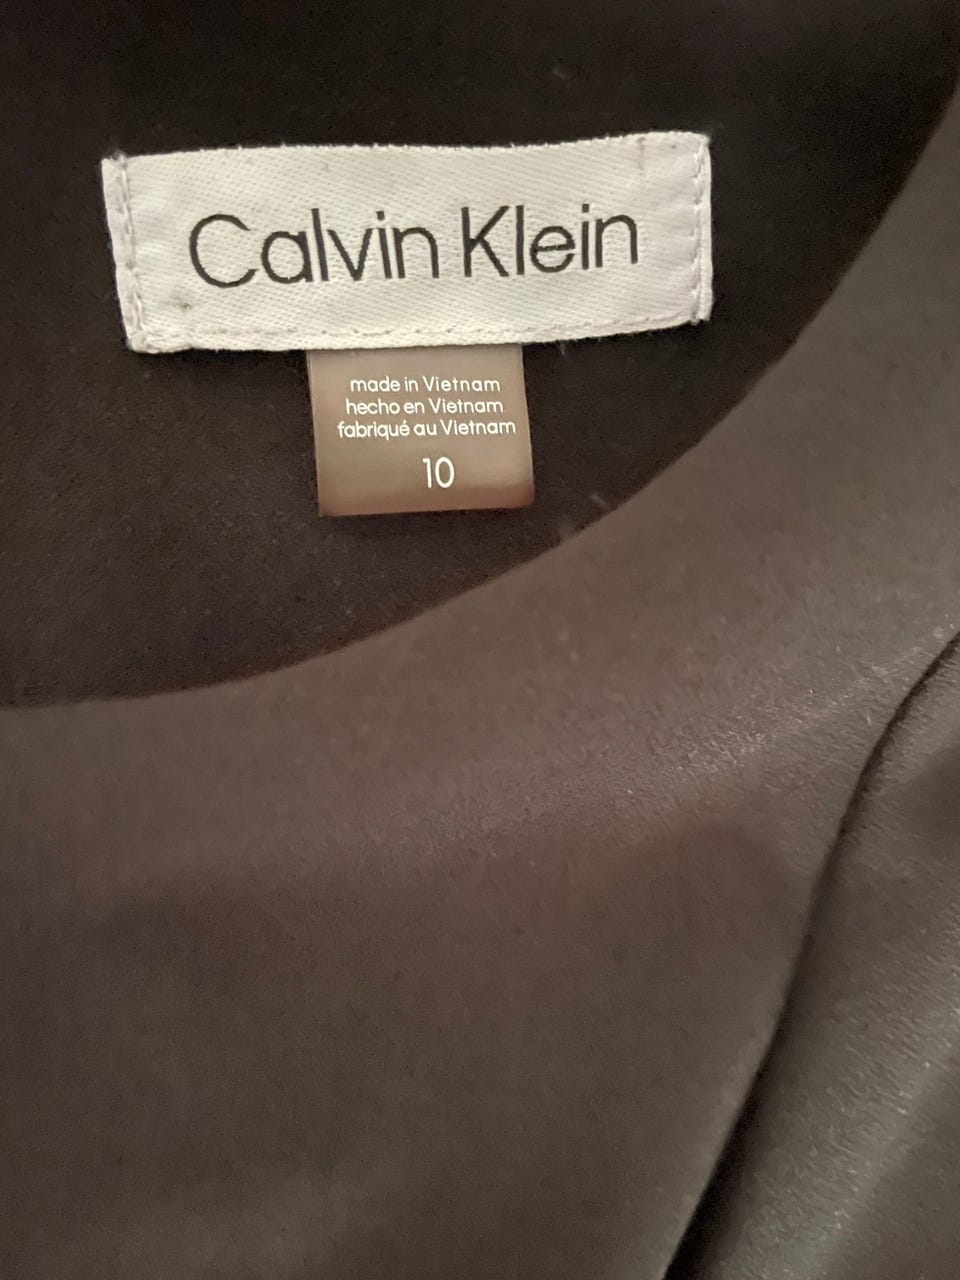 Calvin Klein
made in Vietnam
hecho en Vietnam
fabriqué au Vietnam
10